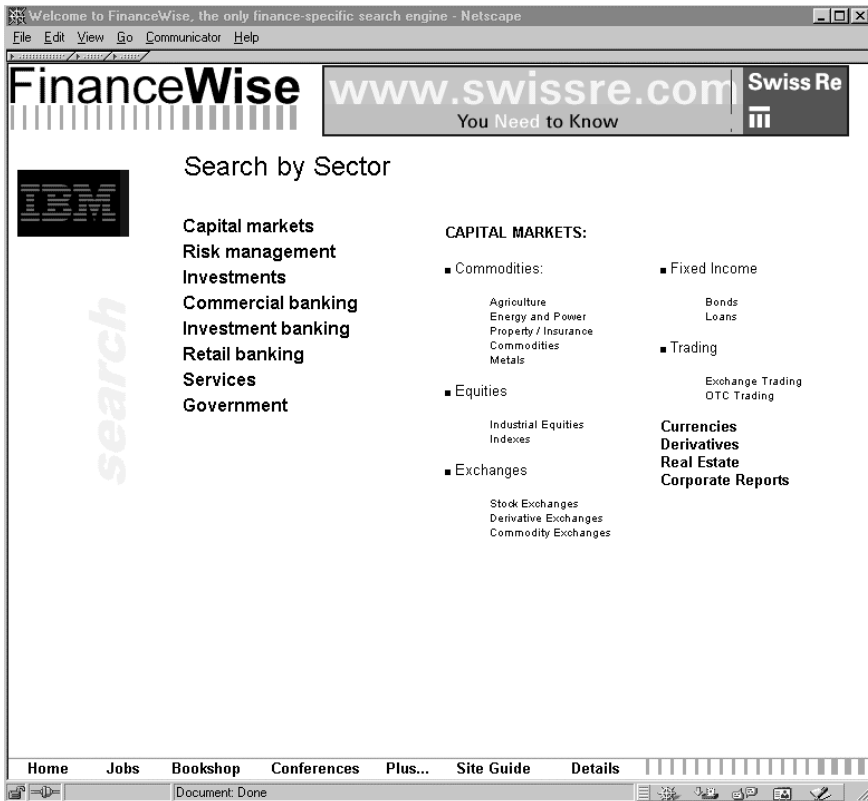 Welcome to FinanceWise, the only finance-specific search engine - Netscape
File Edit View Go Communicator Help
FinanceWise
www.swissre.com
You Need to Know
Swiss Re
IBM
search
Search by Sector
Capital markets
Risk management
Investments
Commercial banking
Investment banking
Retail banking
Services
Government
CAPITAL MARKETS:
Commodities:
Agriculture
Energy and Power
Property / Insurance
Commodities
Metals
Equities
Industrial Equities
Indexes
Exchanges
Stock Exchanges
Derivative Exchanges
Commodity Exchanges
Fixed Income
Bonds
Loans
Trading
Exchange Trading
OTC Trading
Currencies
Derivatives
Real Estate
Corporate Reports
Home Jobs Bookshop Conferences Plus... Site Guide Details
Document: Done